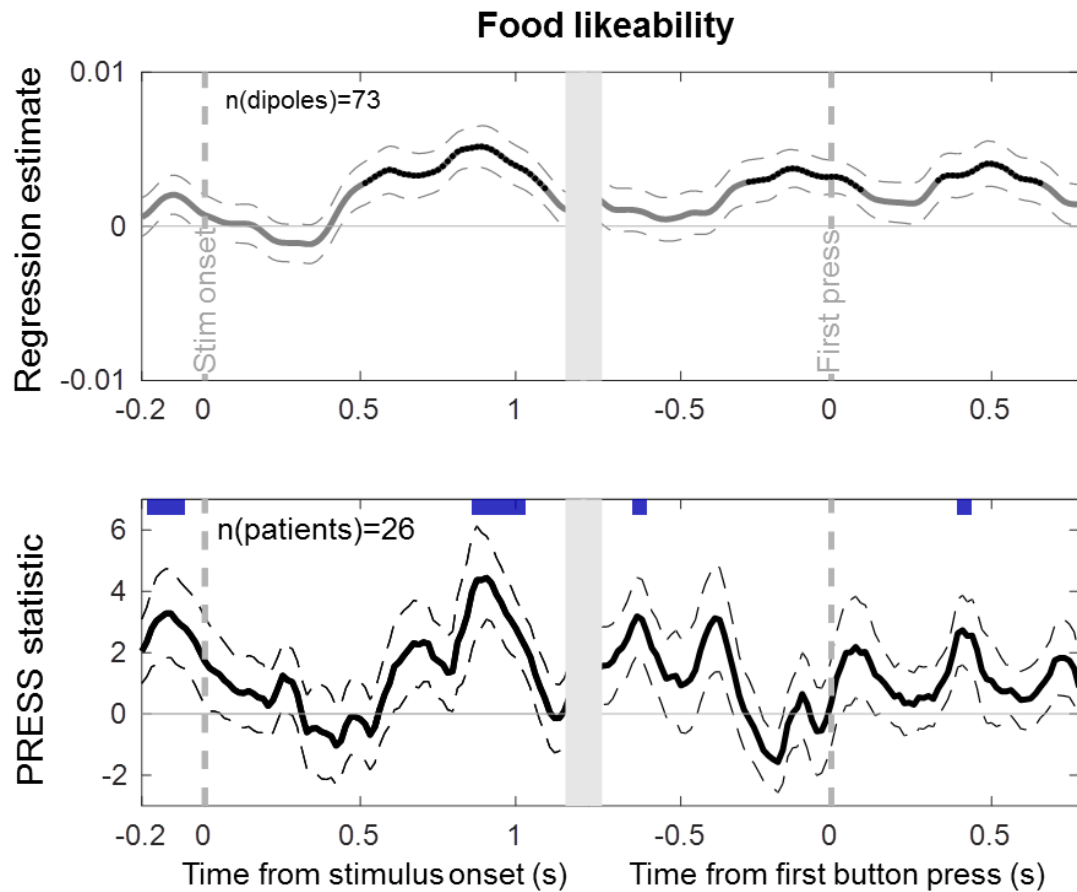 Food likeability
0.01
n(dipoles)=73
Regression estimate
0
Stim onset
First press
-0.01
-0.2 0 0.5 1 -0.5 0 0.5
6
n(patients)=26
PRESS statistic
4
2
0
-2
-0.2 0 0.5 1 -0.5 0 0.5
Time from stimulus onset (s) Time from first button press (s)